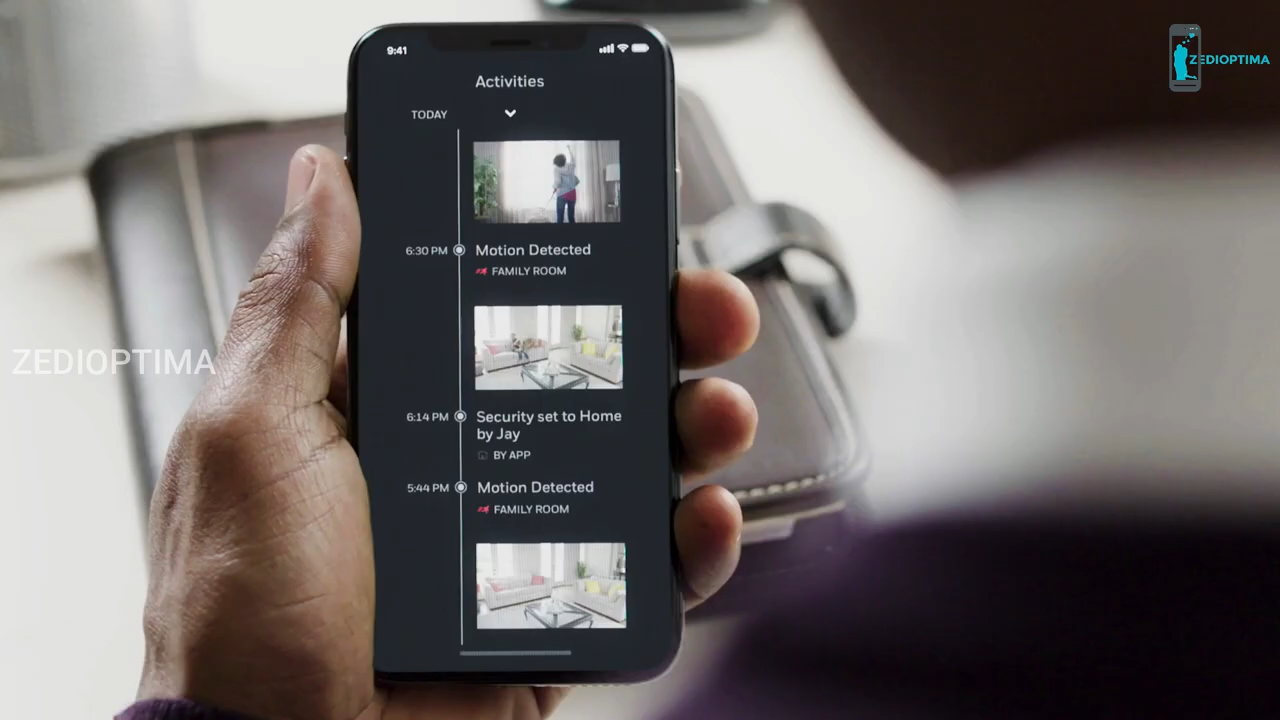 9:41
ZEDIOPTIMA
Activities
TODAY
6:30 PM
Motion Detected
FAMILY ROOM
ZEDIOPTIMA
6:14 PM
Security set to Home
by Jay
BY APP
5:44 PM
Motion Detected
FAMILY ROOM